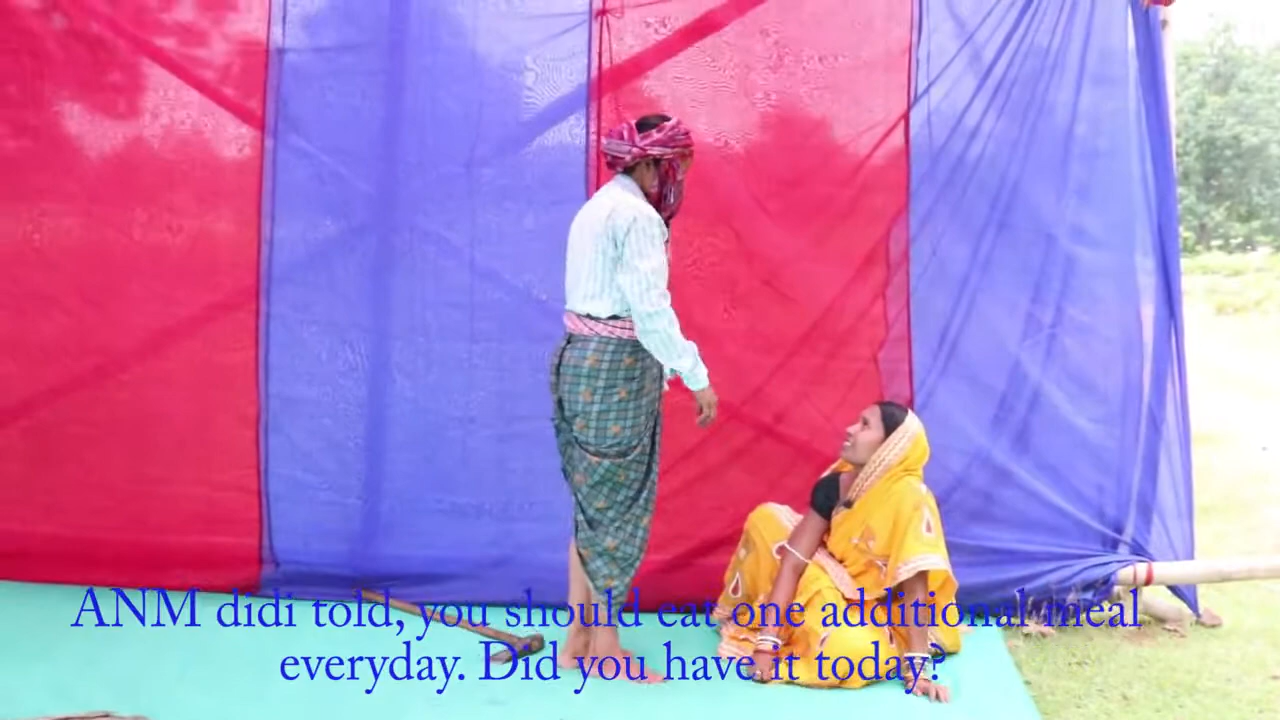 ANM didi told, you should eat one additional meal
everyday. Did you have it today?